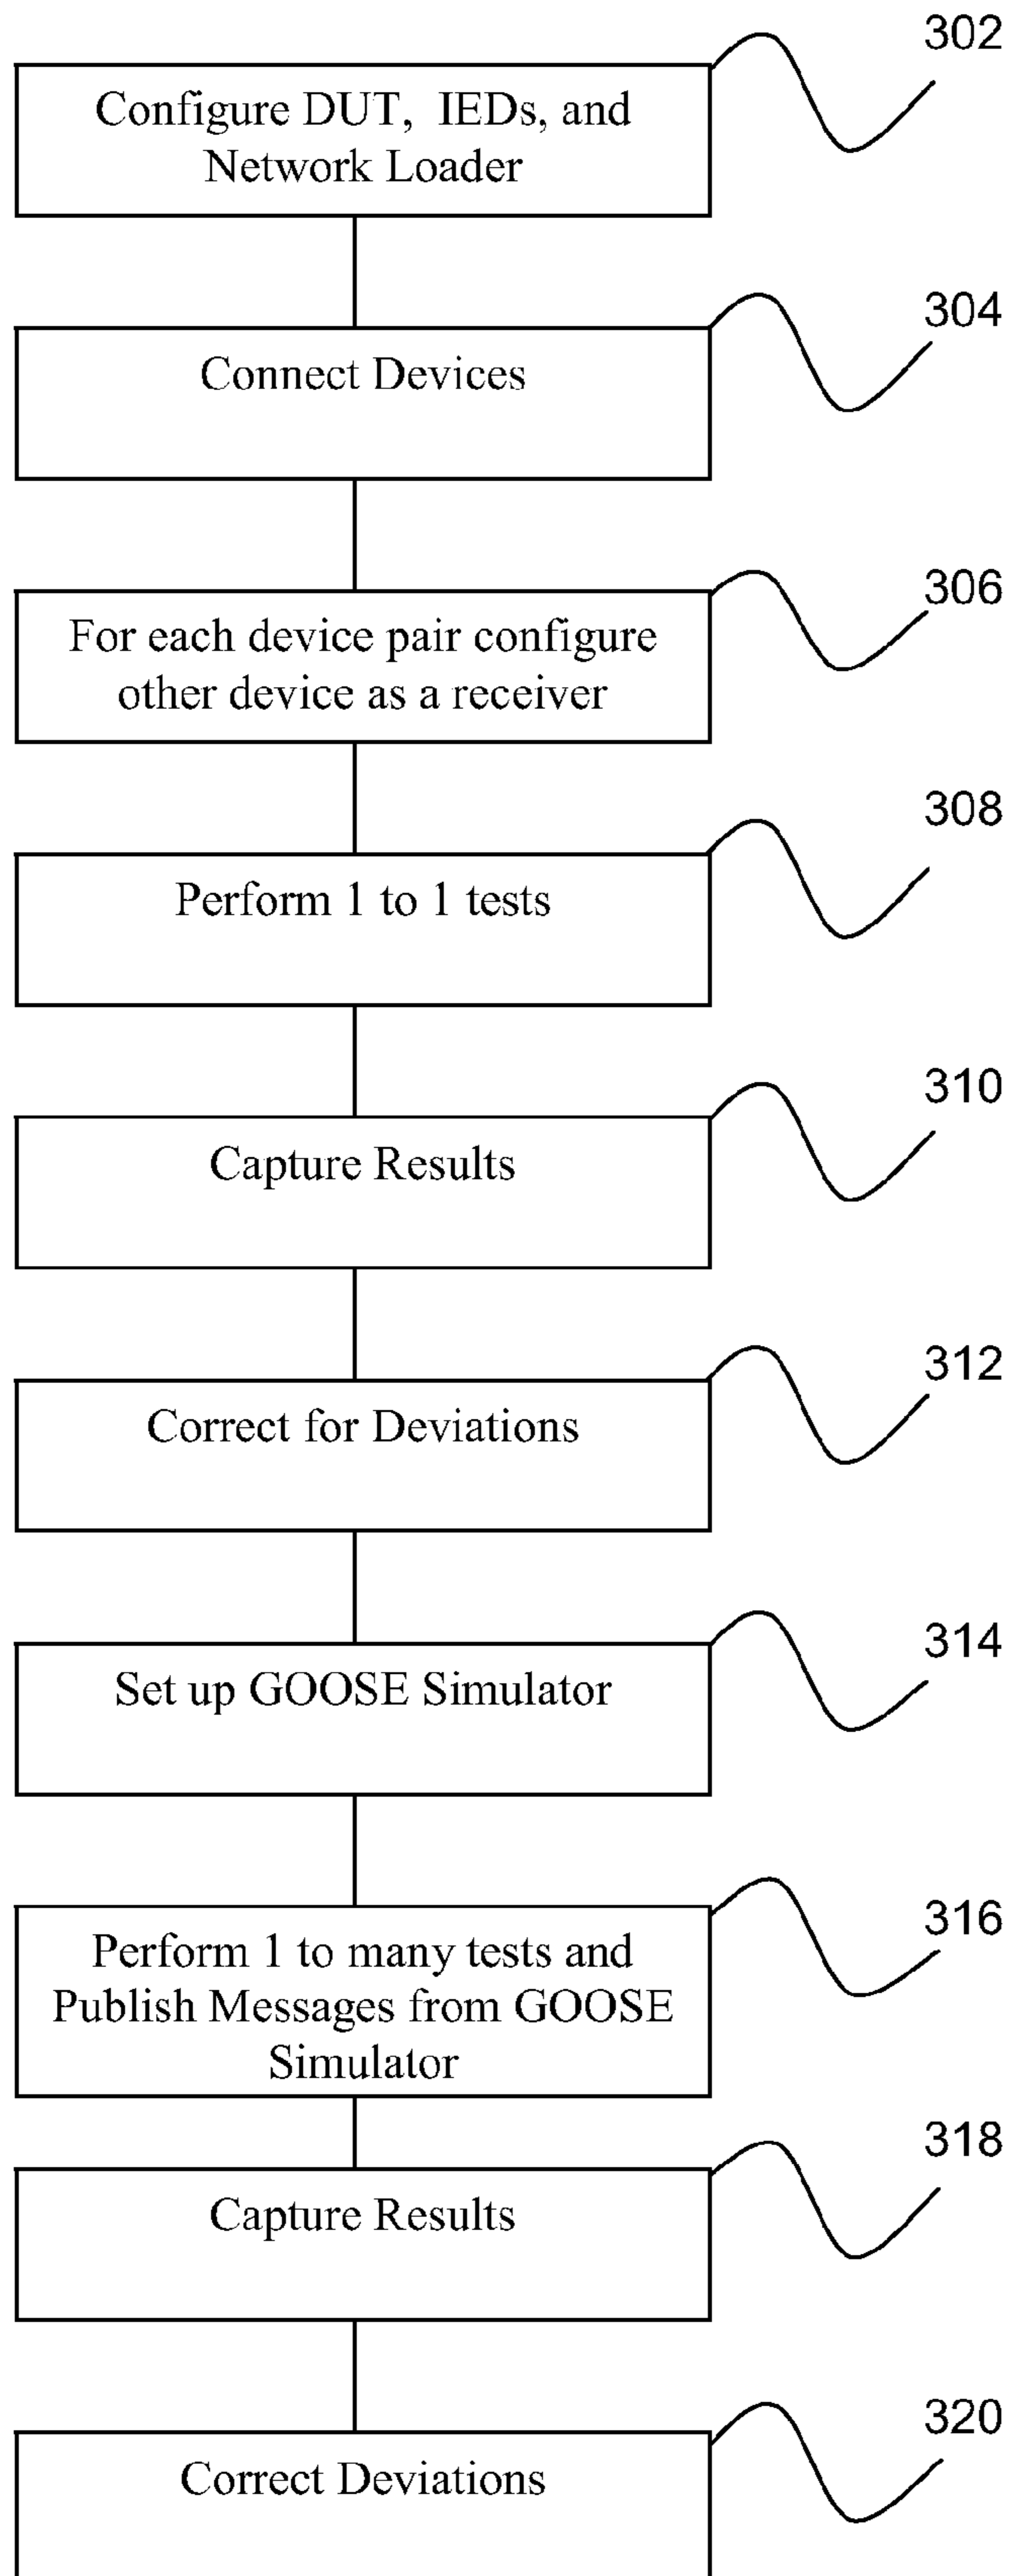 302
Configure DUT, IEDs, and
Network Loader
304
Connect Devices
306
For each device pair configure
other device as a receiver
308
Perform 1 to 1 tests
310
Capture Results
312
Correct for Deviations
314
Set up GOOSE Simulator
316
Perform 1 to many tests and
Publish Messages from GOOSE
Simulator
318
Capture Results
320
Correct Deviations